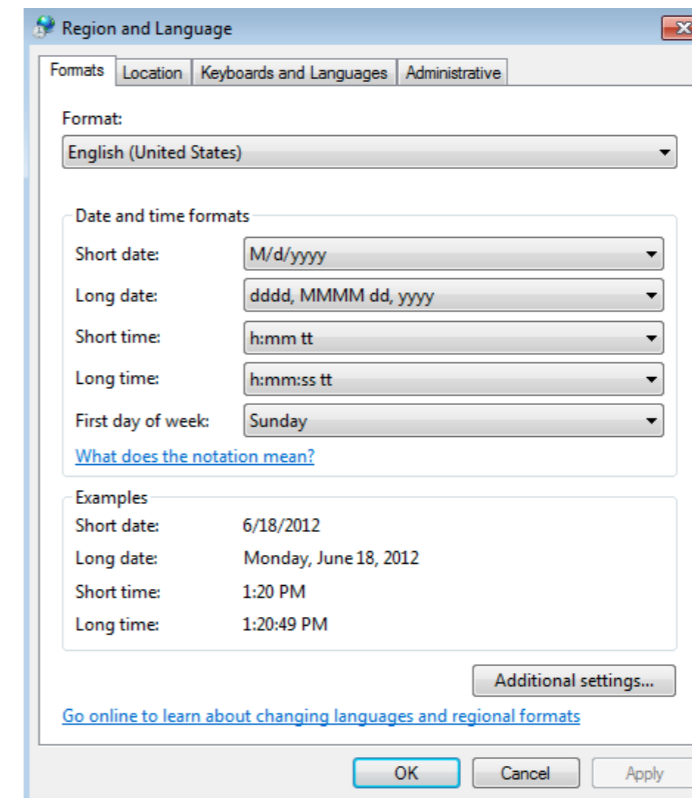 Region and Language
Formats Location Keyboards and Languages Administrative
Format:
English (United States)
Date and time formats
Short date: M/d/yyyy
Long date: dddd, MMMM dd, yyyy
Short time: h:mm tt
Long time: h:mm:ss tt
First day of week: Sunday
What does the notation mean?
Examples
Short date: 6/18/2012
Long date: Monday, June 18, 2012
Short time: 1:20 PM
Long time: 1:20:49 PM
Additional settings...
Go online to learn about changing languages and regional formats
OK Cancel Apply